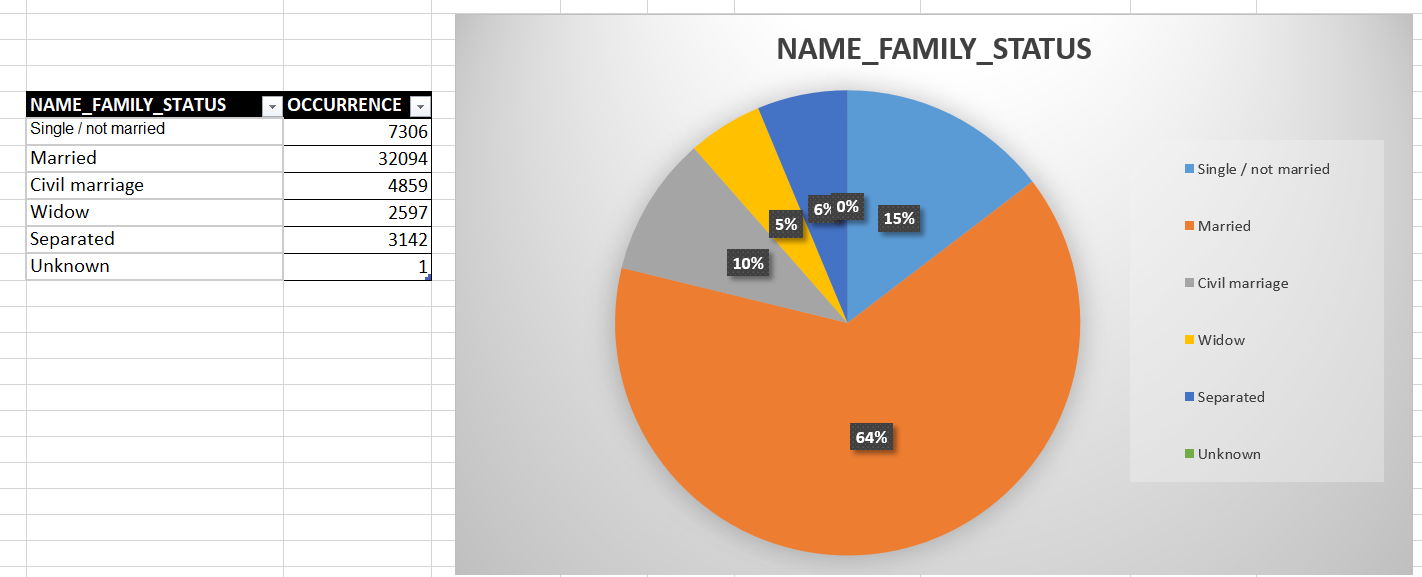 NAME_FAMILY_STATUS OCCURRENCE
Single / not married 7306
Married 32094
Civil marriage 4859
Widow 2597
Separated 3142
Unknown 1
NAME_FAMILY_STATUS
15%
64%
10%
5%
6%
0%
Single / not married
Married
Civil marriage
Widow
Separated
Unknown